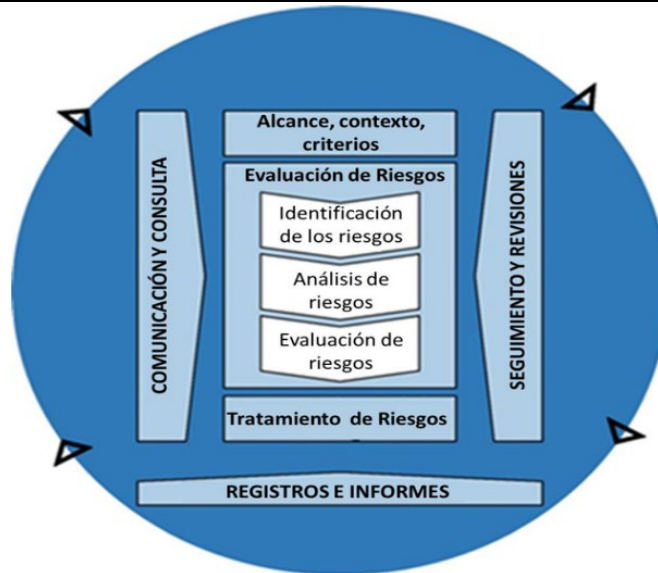 Alcance, contexto,
criterios
Evaluación de Riesgos
Identificación
de los riesgos
Análisis de
riesgos
Evaluación de
riesgos
Tratamiento de Riesgos
COMUNICACIÓN Y CONSULTA
SEGUIMIENTO Y REVISIONES
REGISTROS E INFORMES